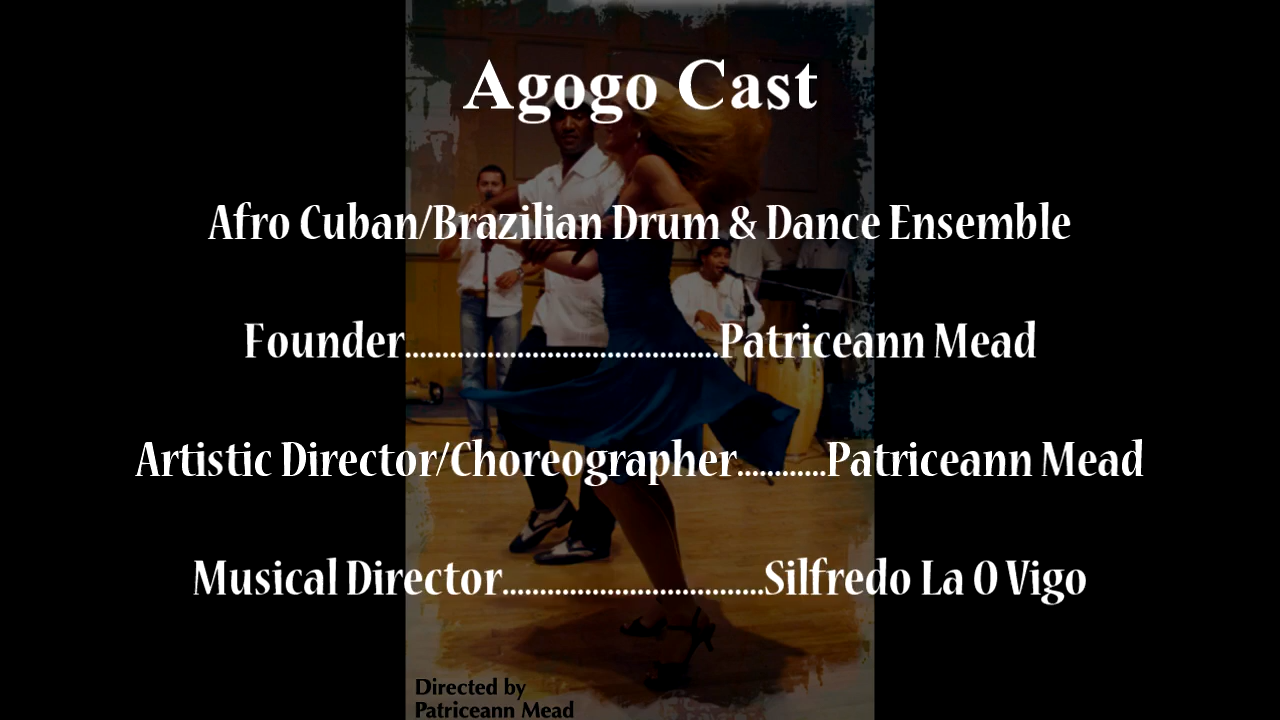 Agogo Cast
Afro Cuban/Brazilian Drum & Dance Ensemble
Founder..........................................Patriceann Mead
Artistic Director/Choreographer............Patriceann Mead
Musical Director...................................Silfredo La O Vigo
Directed by
Patriceann Mead